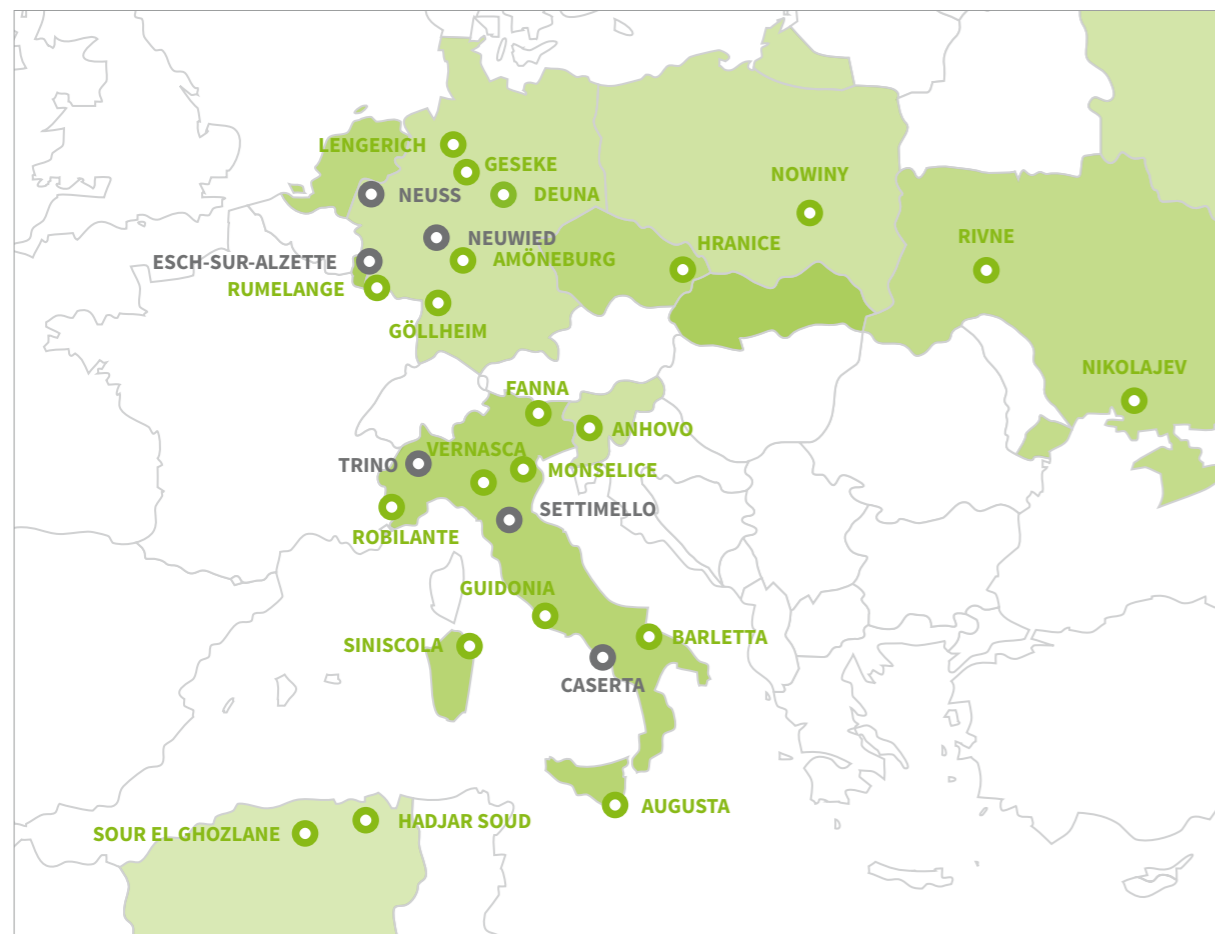 LENGERICH
GESEKE
NOWINY
NEUSS
DEUNA
RIVNE
NEUWIED
HRANICE
AMÖNEBURG
ESCH-SUR-ALZETTE
RUMELANGE
GÖLLHEIM
NIKOLAJEV
FANNA
ANHOVO
VERNASCA
TRINO
MONSELICE
SETTIMELLO
ROBILANTE
GUIDONIA
BARLETTA
SINISCOLA
CASERTA
AUGUSTA
HADJAR SOUD
SOUR EL GHOZLANE